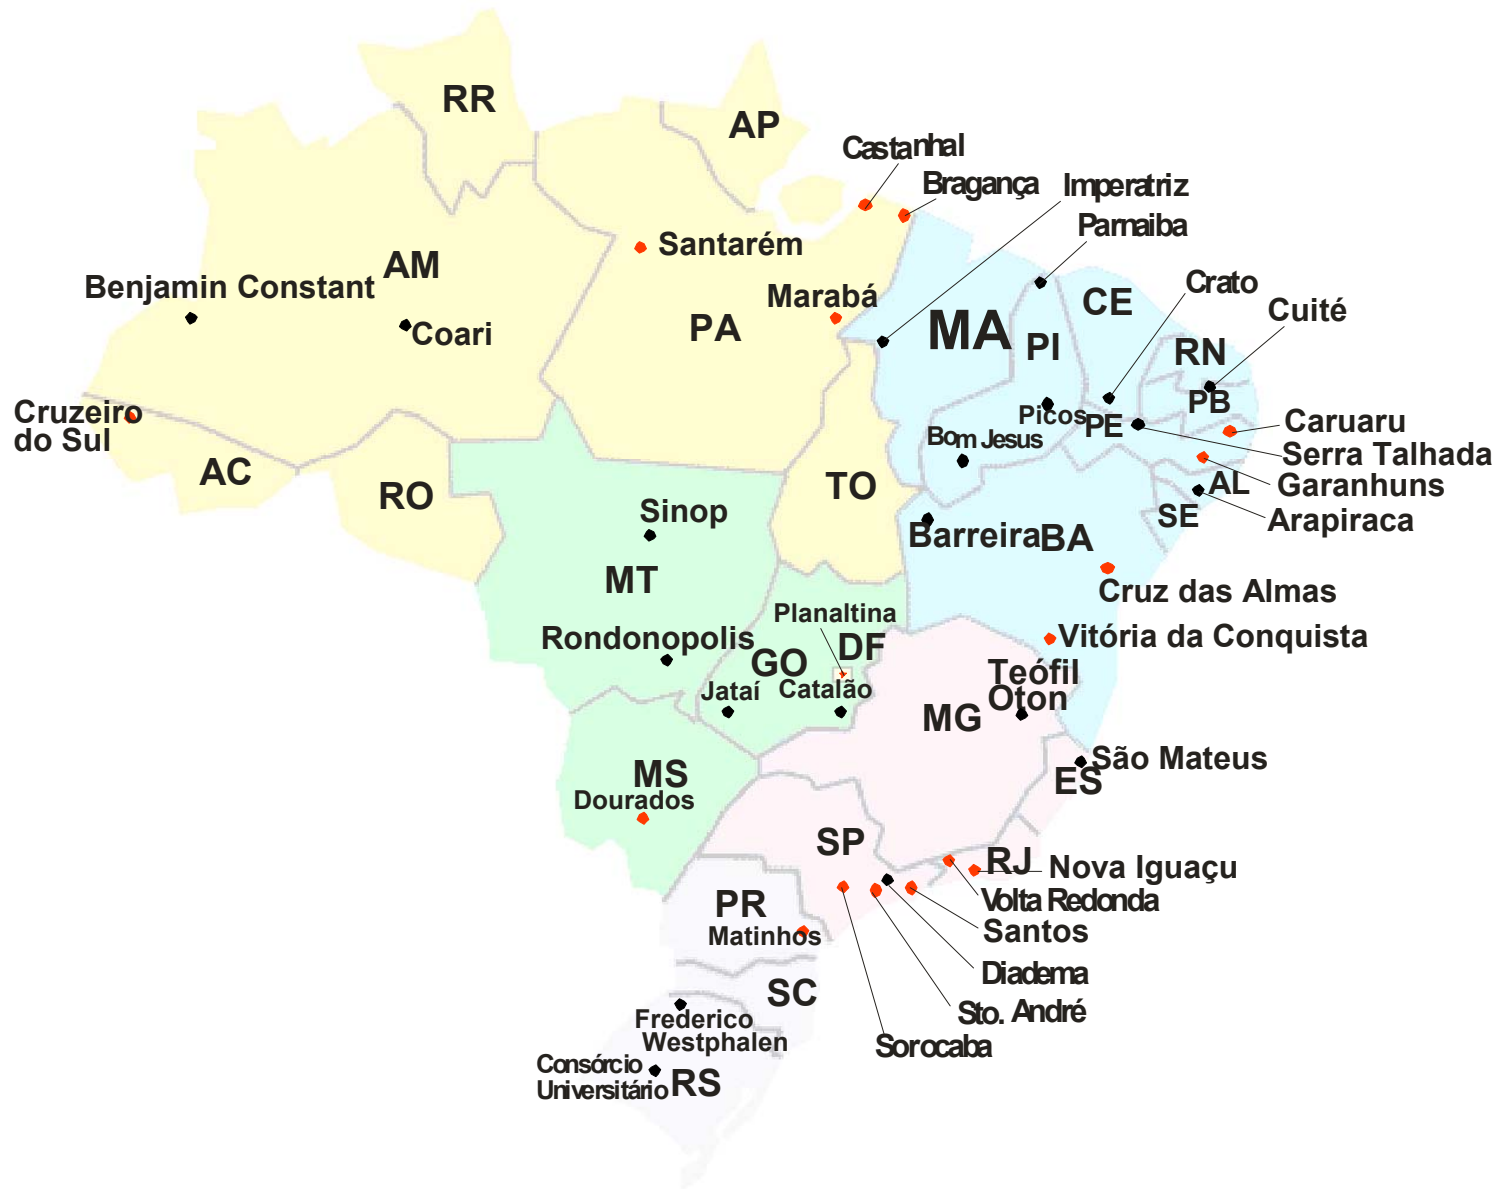 RR
AP
Castanhal
Bragança
Imperatriz
Parnaiba
Santarém
AM
Benjamin Constant
Coari
Marabá
PA
MA
PI
CE
Crato
Cuité
RN
PB
Picos
PE
Bom Jesus
Caruaru
Serra Talhada
Garanhuns
Arapiraca
AL
SE
Cruzeiro
do Sul
AC
RO
TO
Sinop
MT
Barreira
BA
Cruz das Almas
Vitória da Conquista
Planaltina
DF
Rondonopolis
GO
Jataí
Catalão
Teófil
Oton
MG
São Mateus
ES
MS
Dourados
SP
RJ
Nova Iguaçu
Volta Redonda
Santos
Diadema
Sto. André
Sorocaba
PR
Matinhos
SC
Frederico
Westphalen
Consórcio
Universitário
RS